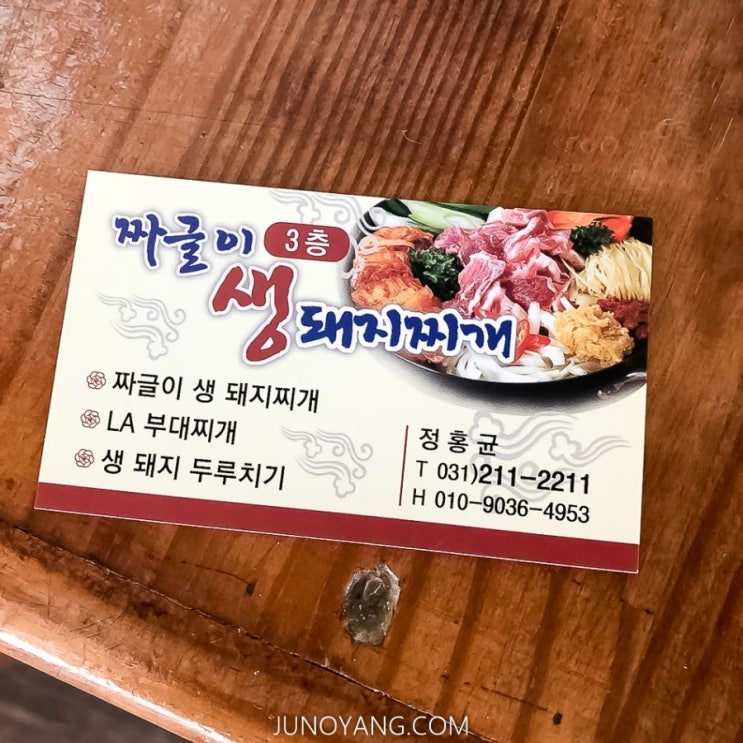 짜글이 3층
생돼지찌개
짜글이 생 돼지찌개
LA 부대찌개
생 돼지 두루치기
정 홍 균
T 031)211-2211
H 010-9036-4953
JUNOYANG.COM